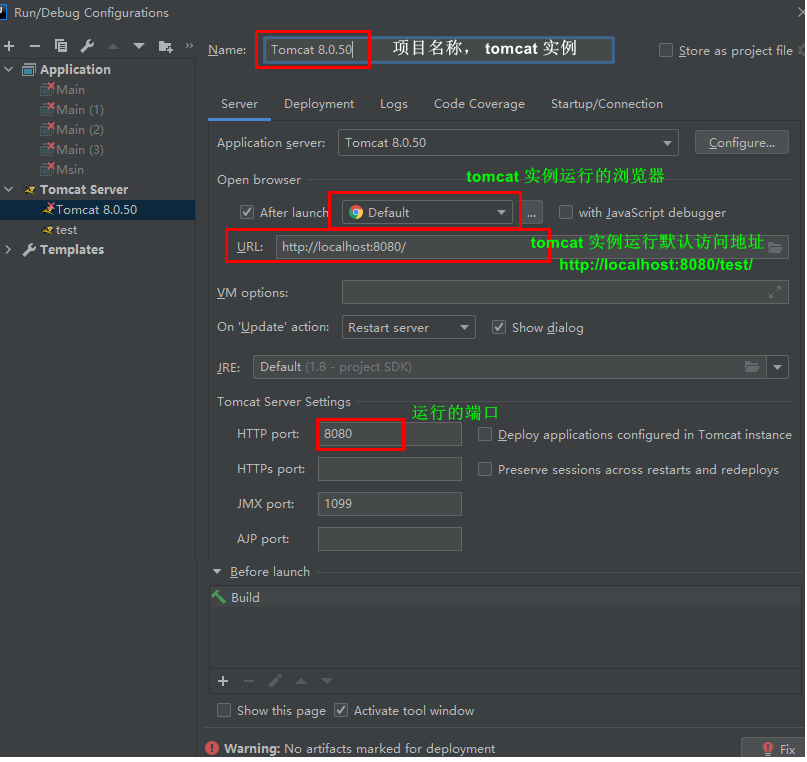 Run/Debug Configurations
Name: Tomcat 8.0.50 项目名称， tomcat 实例
Store as project file
Application
Main
Main (1)
Main (2)
Main (3)
Msin
Tomcat Server
Tomcat 8.0.50
test
Templates
Server Deployment Logs Code Coverage Startup/Connection
Application server: Tomcat 8.0.50 Configure...
tomcat 实例运行的浏览器
Open browser
After launch Default ... with JavaScript debugger
URL: http://localhost:8080/
tomcat 实例运行默认访问地址
http://localhost:8080/test/
VM options:
On 'Update' action: Restart server Show dialog
JRE: Default (1.8 - project SDK)
Tomcat Server Settings
运行的端口
HTTP port: 8080 Deploy applications configured in Tomcat instance
HTTPs port: Preserve sessions across restarts and redeploys
JMX port: 1099
AJP port:
Before launch
Build
Show this page Activate tool window
Warning: No artifacts marked for deployment
Fix